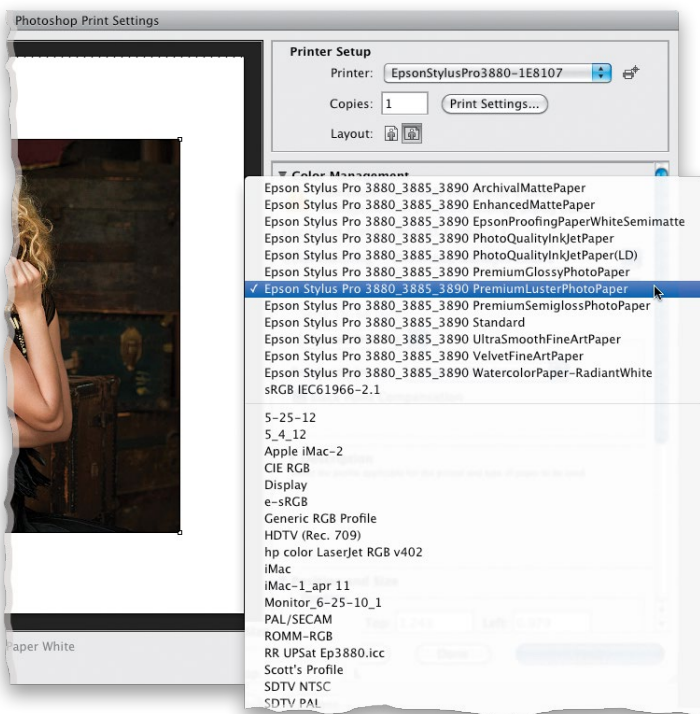 Photoshop Print Settings
Printer Setup
Printer: EpsonStylusPro3880-1E8107
Copies: 1 Print Settings...
Layout:
Color Management
Epson Stylus Pro 3880_3885_3890 ArchivalMattePaper
Epson Stylus Pro 3880_3885_3890 EnhancedMattePaper
Epson Stylus Pro 3880_3885_3890 EpsonProofingPaperWhiteSemimatte
Epson Stylus Pro 3880_3885_3890 PhotoQualityInkJetPaper
Epson Stylus Pro 3880_3885_3890 PhotoQualityInkJetPaper(LD)
Epson Stylus Pro 3880_3885_3890 PremiumGlossyPhotoPaper
✓ Epson Stylus Pro 3880_3885_3890 PremiumLusterPhotoPaper
Epson Stylus Pro 3880_3885_3890 PremiumSemiglossPhotoPaper
Epson Stylus Pro 3880_3885_3890 Standard
Epson Stylus Pro 3880_3885_3890 UltraSmoothFineArtPaper
Epson Stylus Pro 3880_3885_3890 VelvetFineArtPaper
Epson Stylus Pro 3880_3885_3890 WatercolorPaper-RadiantWhite
sRGB IEC61966-2.1
5-25-12
5_4_12
Apple iMac-2
CIE RGB
Display
e-sRGB
Generic RGB Profile
HDTV (Rec. 709)
hp color LaserJet RGB v402
iMac
iMac-1_apr 11
Monitor_6-25-10_1
PAL/SECAM
ROMM-RGB
RR UPSat Ep3880.icc
Scott's Profile
SDTV NTSC
SDTV PAL
Paper White